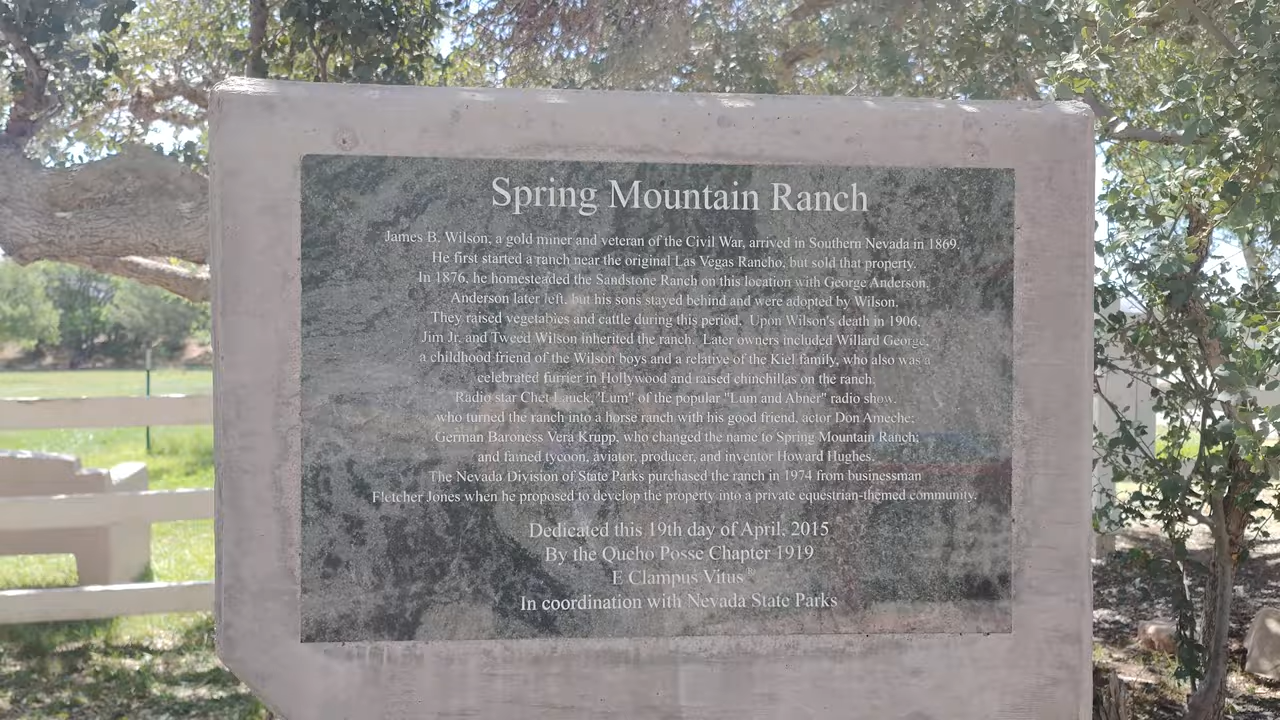 Spring Mountain Ranch
James B. Wilson, a gold miner and veteran of the Civil War, arrived in Southern Nevada in 1869.
He first started a ranch near the original Las Vegas Rancho, but sold that property.
In 1876, he homesteaded the Sandstone Ranch on this location with George Anderson.
Anderson later left, but his sons stayed behind and were adopted by Wilson.
They raised vegetables and cattle during this period. Upon Wilson's death in 1906,
Jim Jr. and Tweed Wilson inherited the ranch. Later owners included Willard George,
a childhood friend of the Wilson boys and a relative of the Kiel family, who also was a
celebrated furrier in Hollywood and raised chinchillas on the ranch.
Radio star Chet Lauck, "Lum" of the popular "Lum and Abner" radio show,
who turned the ranch into a horse ranch with his good friend, actor Don Ameche;
German Baroness Vera Krupp, who changed the name to Spring Mountain Ranch;
and famed tycoon, aviator, producer, and inventor Howard Hughes.
The Nevada Division of State Parks purchased the ranch in 1974 from businessman
Fletcher Jones when he proposed to develop the property into a private equestrian-themed community.
Dedicated this 19th day of April, 2015
By the Queho Posse Chapter 1919
E Clampus Vitus®
In coordination with Nevada State Parks